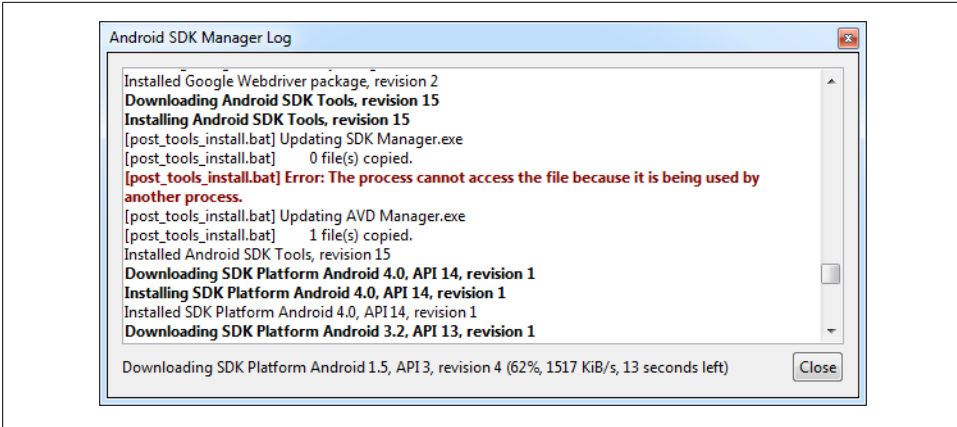 Android SDK Manager Log
Installed Google Webdriver package, revision 2
Downloading Android SDK Tools, revision 15
Installing Android SDK Tools, revision 15
[post_tools_install.bat] Updating SDK Manager.exe
[post_tools_install.bat] 0 file(s) copied.
[post_tools_install.bat] Error: The process cannot access the file because it is being used by
another process.
[post_tools_install.bat] Updating AVD Manager.exe
[post_tools_install.bat] 1 file(s) copied.
Installed Android SDK Tools, revision 15
Downloading SDK Platform Android 4.0, API 14, revision 1
Installing SDK Platform Android 4.0, API 14, revision 1
Installed SDK Platform Android 4.0, API 14, revision 1
Downloading SDK Platform Android 3.2, API 13, revision 1
Downloading SDK Platform Android 1.5, API 3, revision 4 (62%, 1517 KiB/s, 13 seconds left)
Close